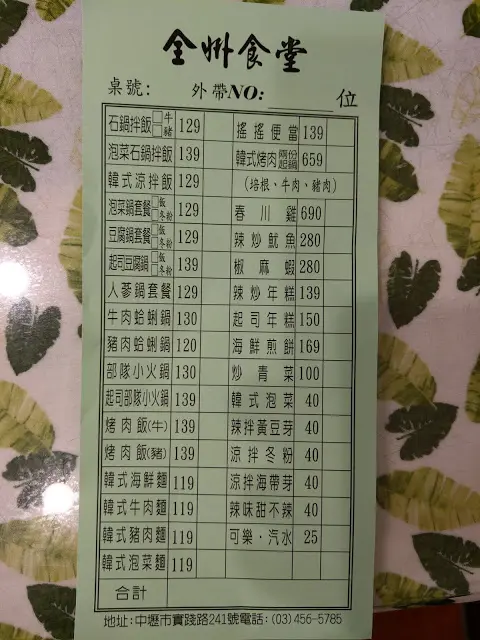 全州食堂
桌號: 外帶NO: 位
石鍋拌飯 牛 豬 129 搖搖便當 139
泡菜石鍋拌飯 139 韓式烤肉 兩份起鍋 659
韓式涼拌飯 129 (培根、牛肉、豬肉)
泡菜鍋套餐 飯 冬粉 129 春川雞 690
豆腐鍋套餐 飯 冬粉 129 辣炒魷魚 280
起司豆腐鍋 飯 冬粉 139 椒麻蝦 280
人蔘鍋套餐 129 辣炒年糕 139
牛肉蛤蜊鍋 130 起司年糕 150
豬肉蛤蜊鍋 120 海鮮煎餅 169
部隊小火鍋 130 炒青菜 100
起司部隊小火鍋 139 韓式泡菜 40
烤肉飯(牛) 139 辣拌黃豆芽 40
烤肉飯(豬) 139 涼拌冬粉 40
韓式海鮮麵 119 涼拌海帶芽 40
韓式牛肉麵 119 辣味甜不辣 40
韓式豬肉麵 119 可樂、汽水 25
韓式泡菜麵 119
合計
地址:中壢市實踐路241號電話:(03)456-5785